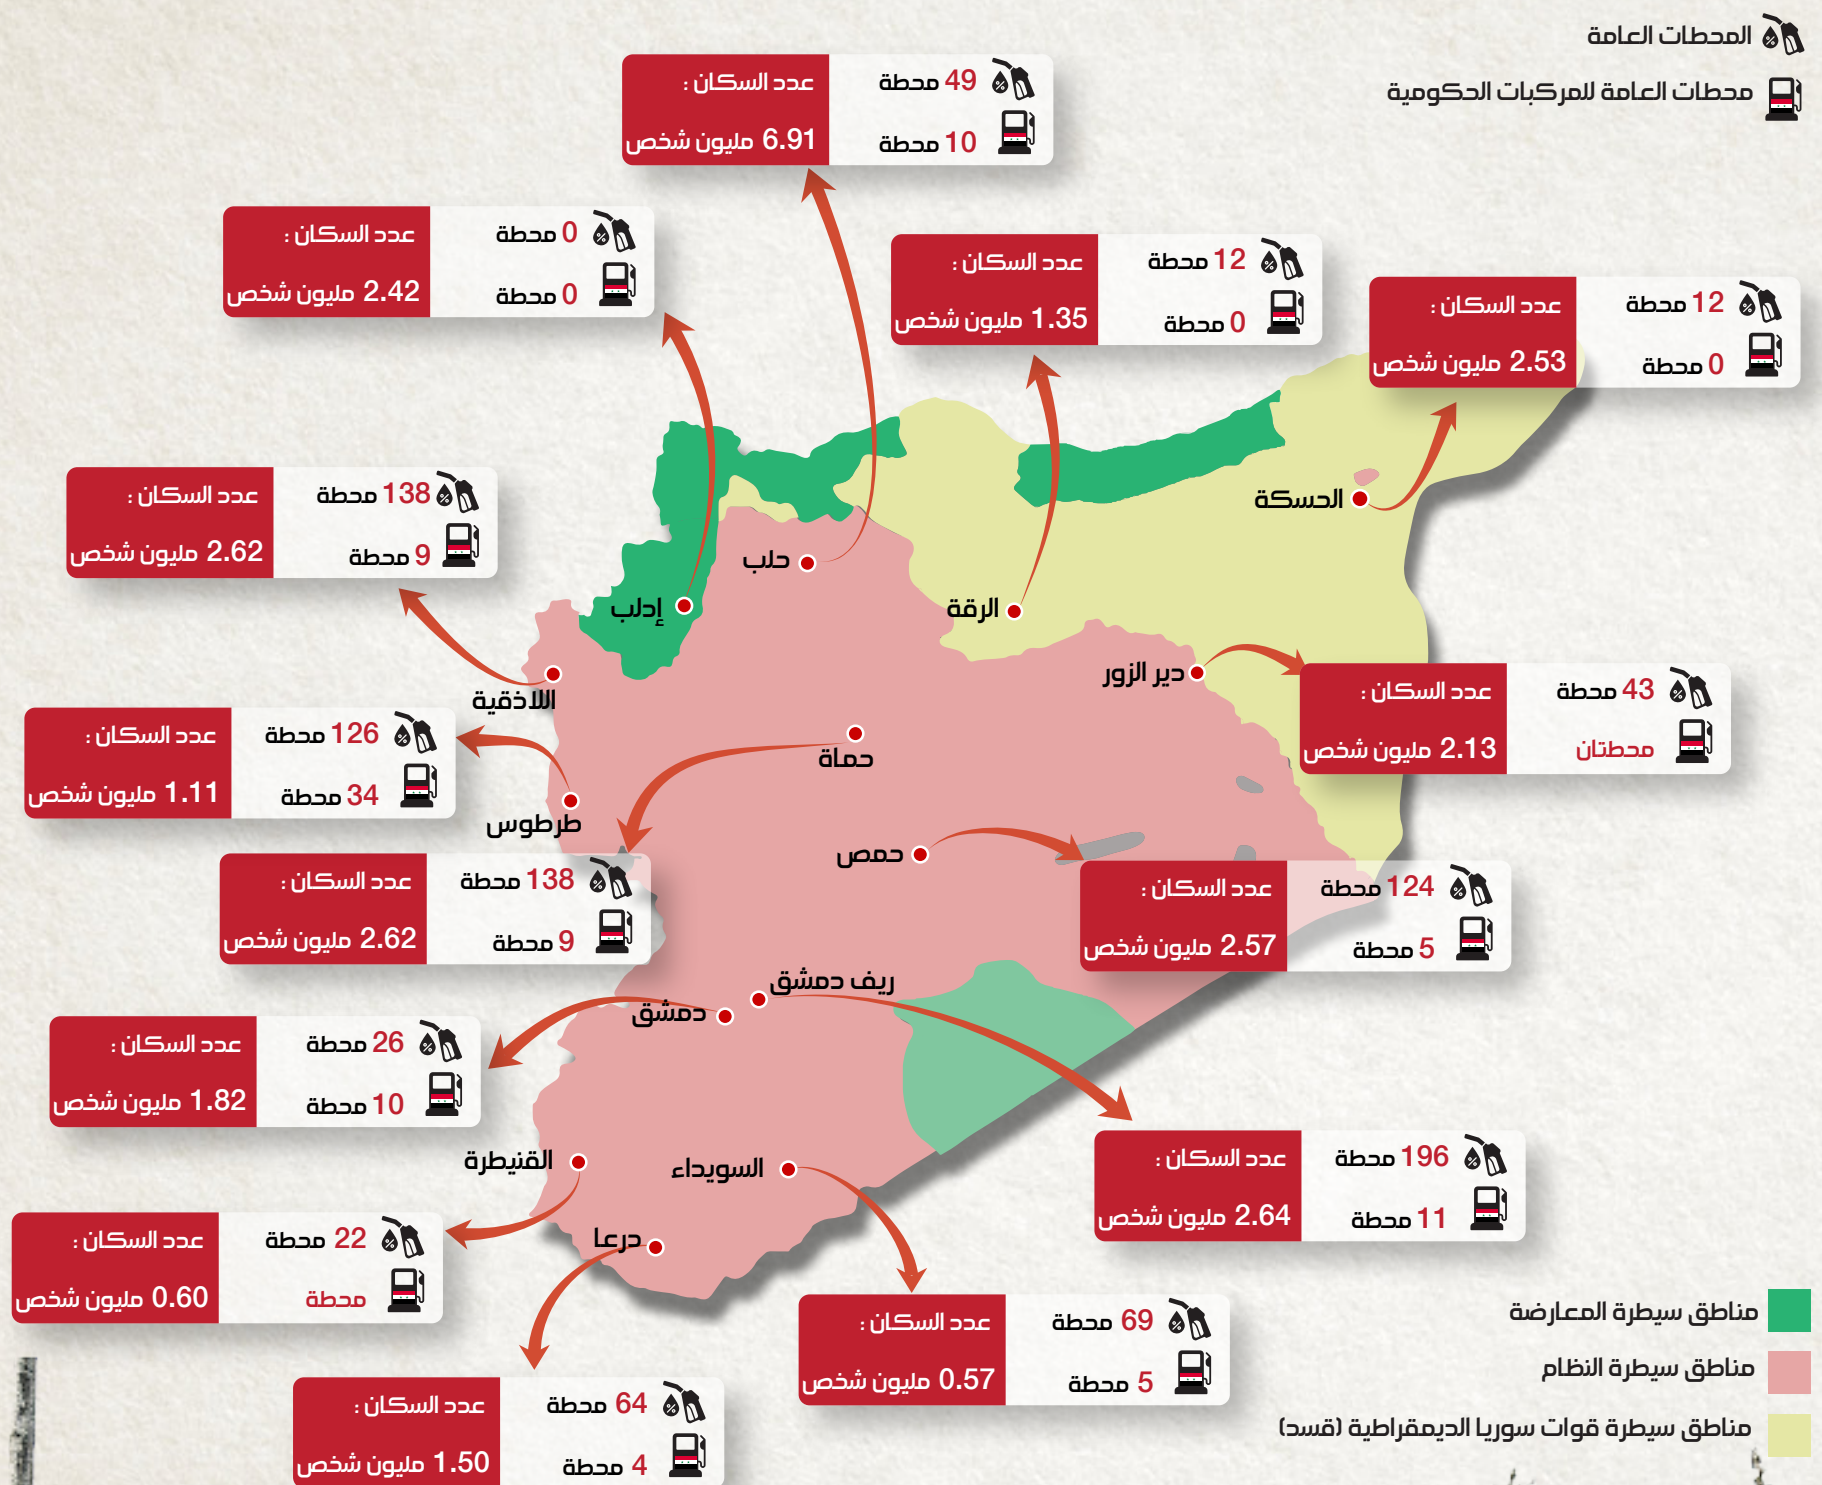 المحطات العامة
محطات العامة للمركبات الحكومية
49 محطة
10 محطة
عدد السكان :
6.91 مليون شخص
0 محطة
0 محطة
عدد السكان :
2.42 مليون شخص
12 محطة
0 محطة
عدد السكان :
1.35 مليون شخص
12 محطة
0 محطة
عدد السكان :
2.53 مليون شخص
138 محطة
9 محطة
عدد السكان :
2.62 مليون شخص
الحسكة
حلب
الرقة
إدلب
دير الزور
اللاذقية
حماة
طرطوس
حمص
43 محطة
محطتان
عدد السكان :
2.13 مليون شخص
126 محطة
34 محطة
عدد السكان :
1.11 مليون شخص
138 محطة
9 محطة
عدد السكان :
2.62 مليون شخص
124 محطة
5 محطة
عدد السكان :
2.57 مليون شخص
ريف دمشق
دمشق
26 محطة
10 محطة
عدد السكان :
1.82 مليون شخص
القنيطرة
السويداء
درعا
196 محطة
11 محطة
عدد السكان :
2.64 مليون شخص
22 محطة
محطة
عدد السكان :
0.60 مليون شخص
69 محطة
5 محطة
عدد السكان :
0.57 مليون شخص
64 محطة
4 محطة
عدد السكان :
1.50 مليون شخص
مناطق سيطرة المعارضة
مناطق سيطرة النظام
مناطق سيطرة قوات سوريا الديمقراطية (قسد)